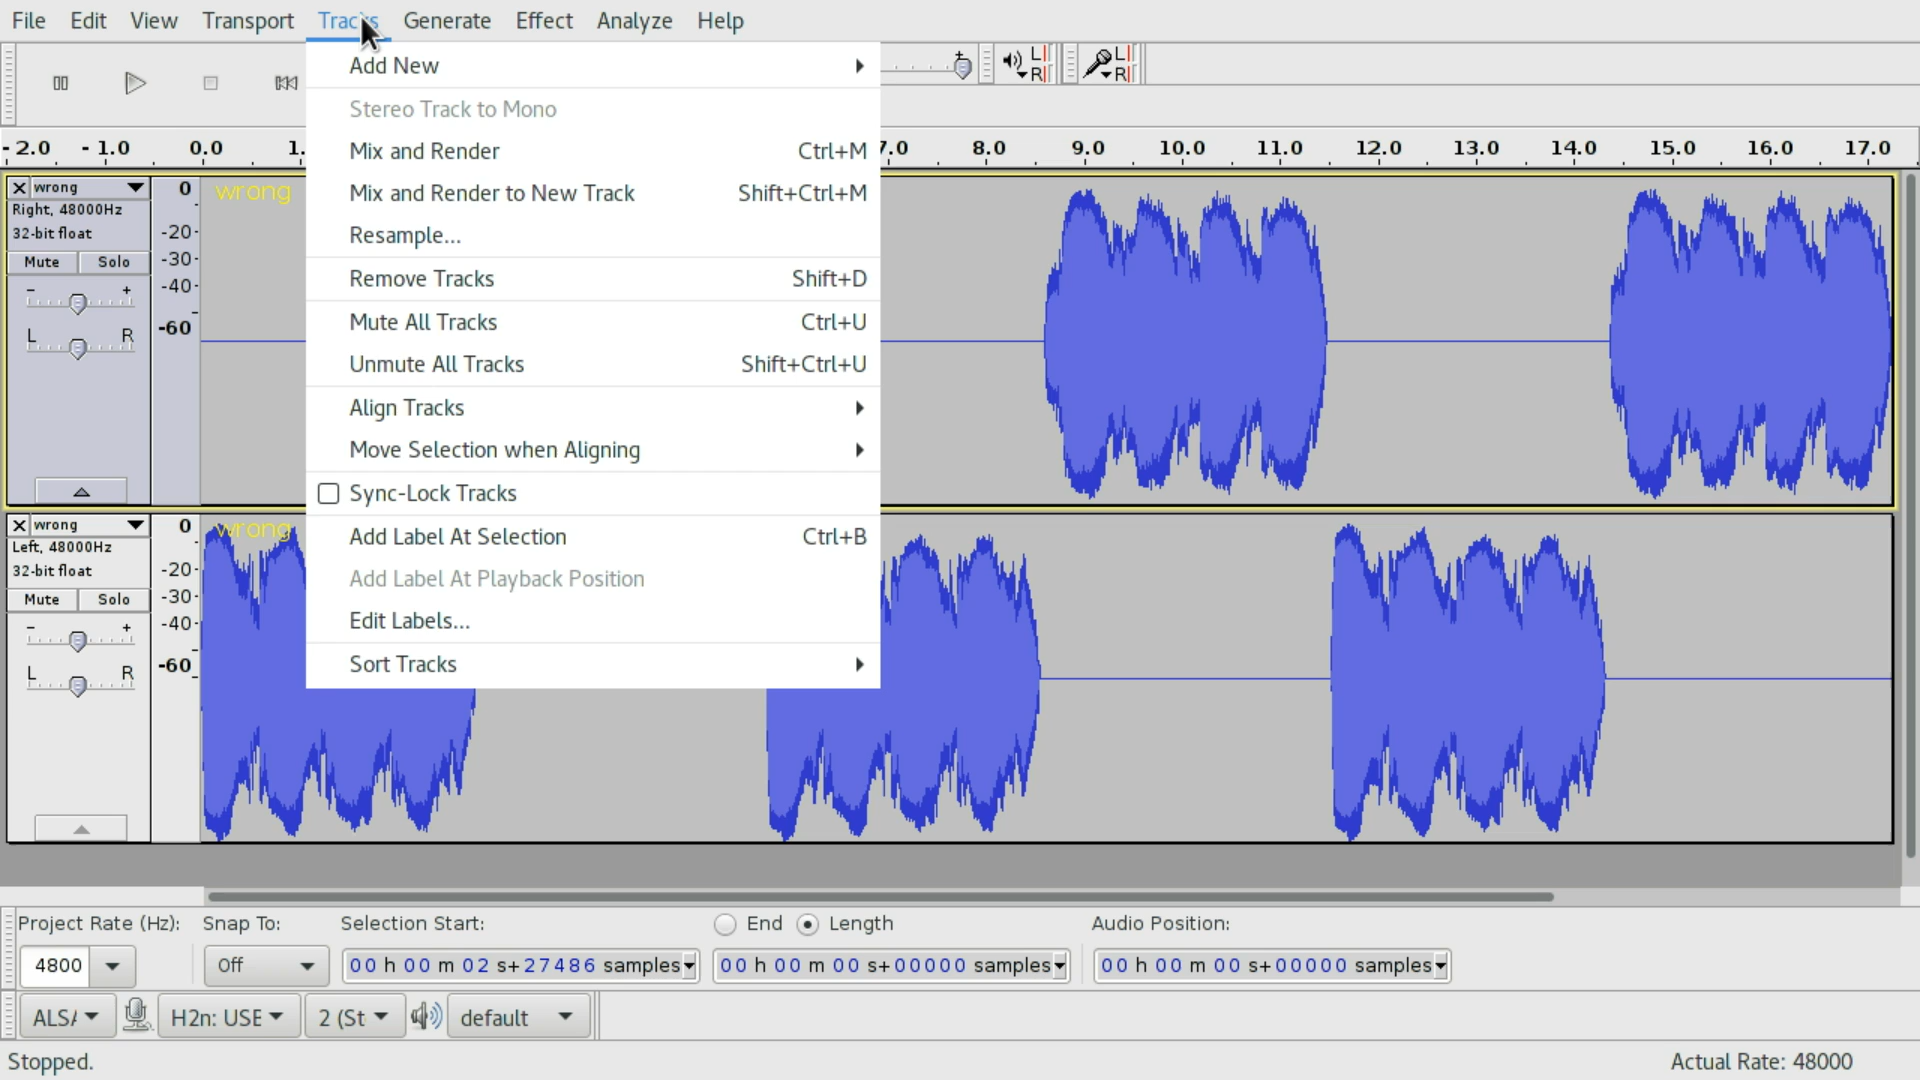 File Edit View Transport Tracks Generate Effect Analyze Help
Add New
Stereo Track to Mono
Mix and Render Ctrl+M
Mix and Render to New Track Shift+Ctrl+M
Resample...
Remove Tracks Shift+D
Mute All Tracks Ctrl+U
Unmute All Tracks Shift+Ctrl+U
Align Tracks
Move Selection when Aligning
Sync-Lock Tracks
Add Label At Selection Ctrl+B
Add Label At Playback Position
Edit Labels...
Sort Tracks
L
R
L
R
- 2.0 - 1.0 0.0 1. 7.0 8.0 9.0 10.0 11.0 12.0 13.0 14.0 15.0 16.0 17.0
wrong 0 wrong
Right, 48000Hz
32-bit float
-20-
-30-
-40-
-60-
Mute Solo
- +
L R
wrong 0 wrong
Left, 48000Hz
32-bit float
-20-
-30-
-40-
-60-
Mute Solo
- +
L R
Project Rate (Hz): Snap To: Selection Start: End Length Audio Position:
4800 Off 00 h 00 m 02 s+27486 samples 00 h 00 m 00 s+00000 samples 00 h 00 m 00 s+00000 samples
ALSA H2n: USE 2 (St default
Stopped. Actual Rate: 48000